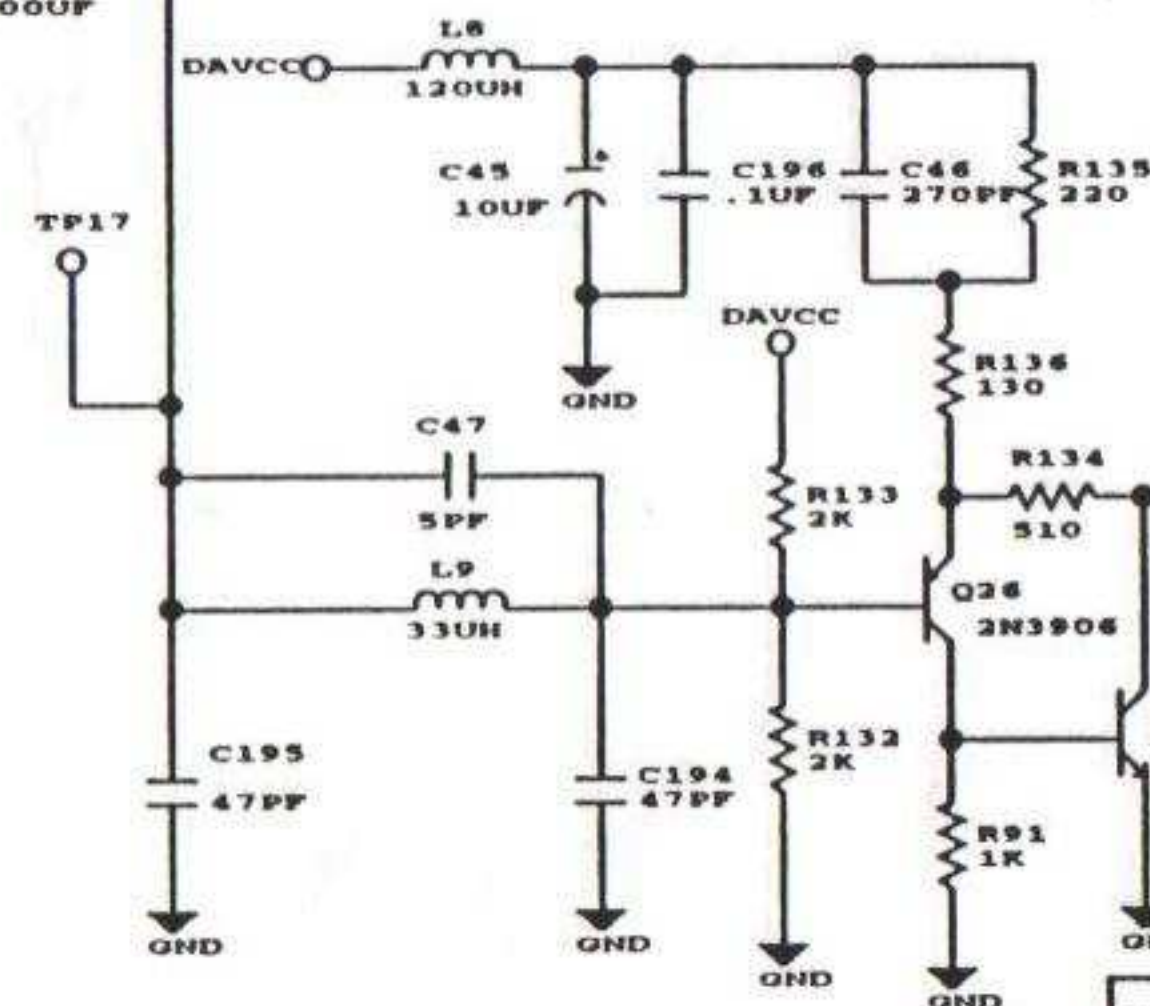 00UF
L8
DAVCC
120UH
C45
10UF
C196
.1UF
C46
270PF
R135
220
TP17
DAVCC
GND
R136
130
C47
5PF
R134
510
R133
2K
L9
33UH
Q26
2N3906
C195
47PF
C194
47PF
R132
2K
R91
1K
GND
GND
GND
GND